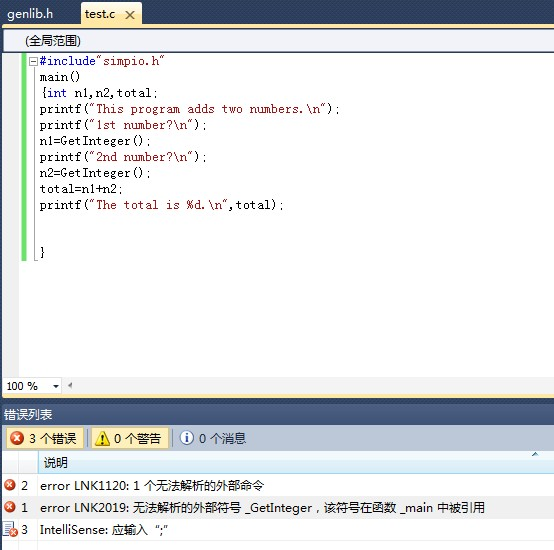 genlib.h
test.c
(全局范围)
#include"simpio.h"
main()
{int n1,n2,total;
printf("This program adds two numbers.\n");
printf("1st number?\n");
n1=GetInteger();
printf("2nd number?\n");
n2=GetInteger();
total=n1+n2;
printf("The total is %d.\n",total);
}
100 %
错误列表
3 个错误 0 个警告 0 个消息
说明
2 error LNK1120: 1 个无法解析的外部命令
1 error LNK2019: 无法解析的外部符号 _GetInteger，该符号在函数 _main 中被引用
3 IntelliSense: 应输入“;”